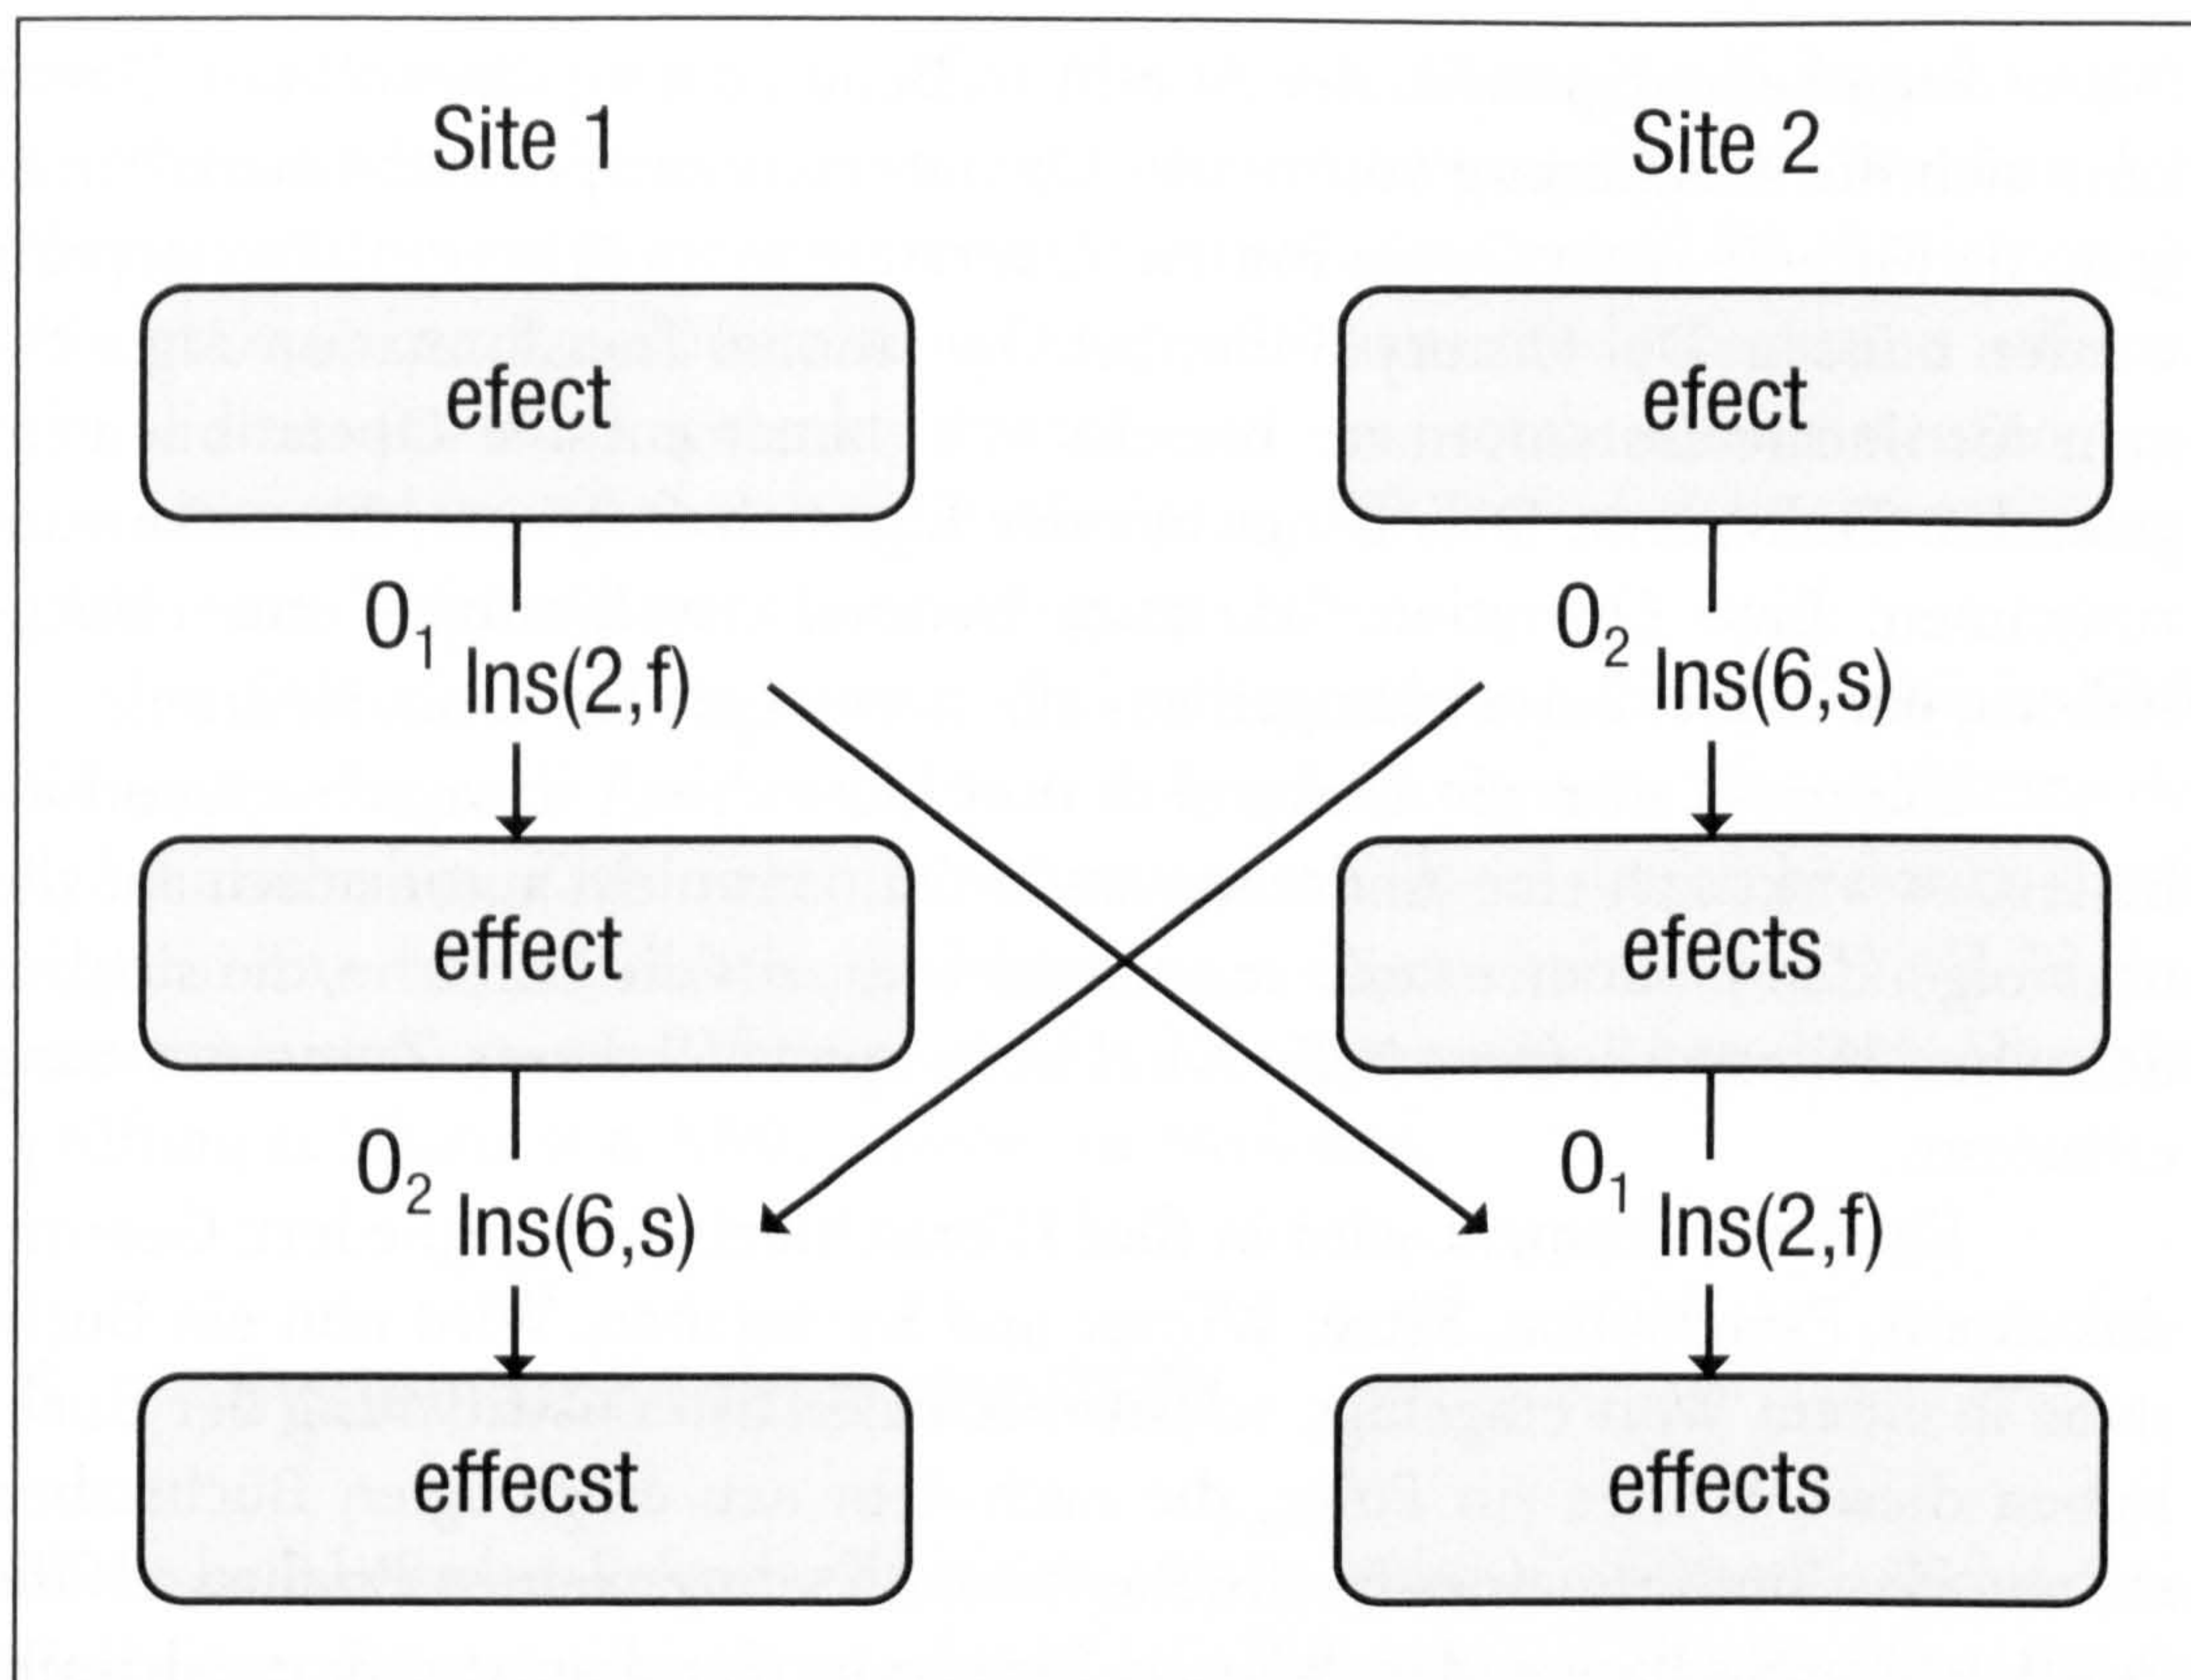 Site 1
Site 2
efect
efect
O1 Ins(2,f)
O2 Ins(6,s)
effect
efects
O2 Ins(6,s)
O1 Ins(2,f)
effecst
effects